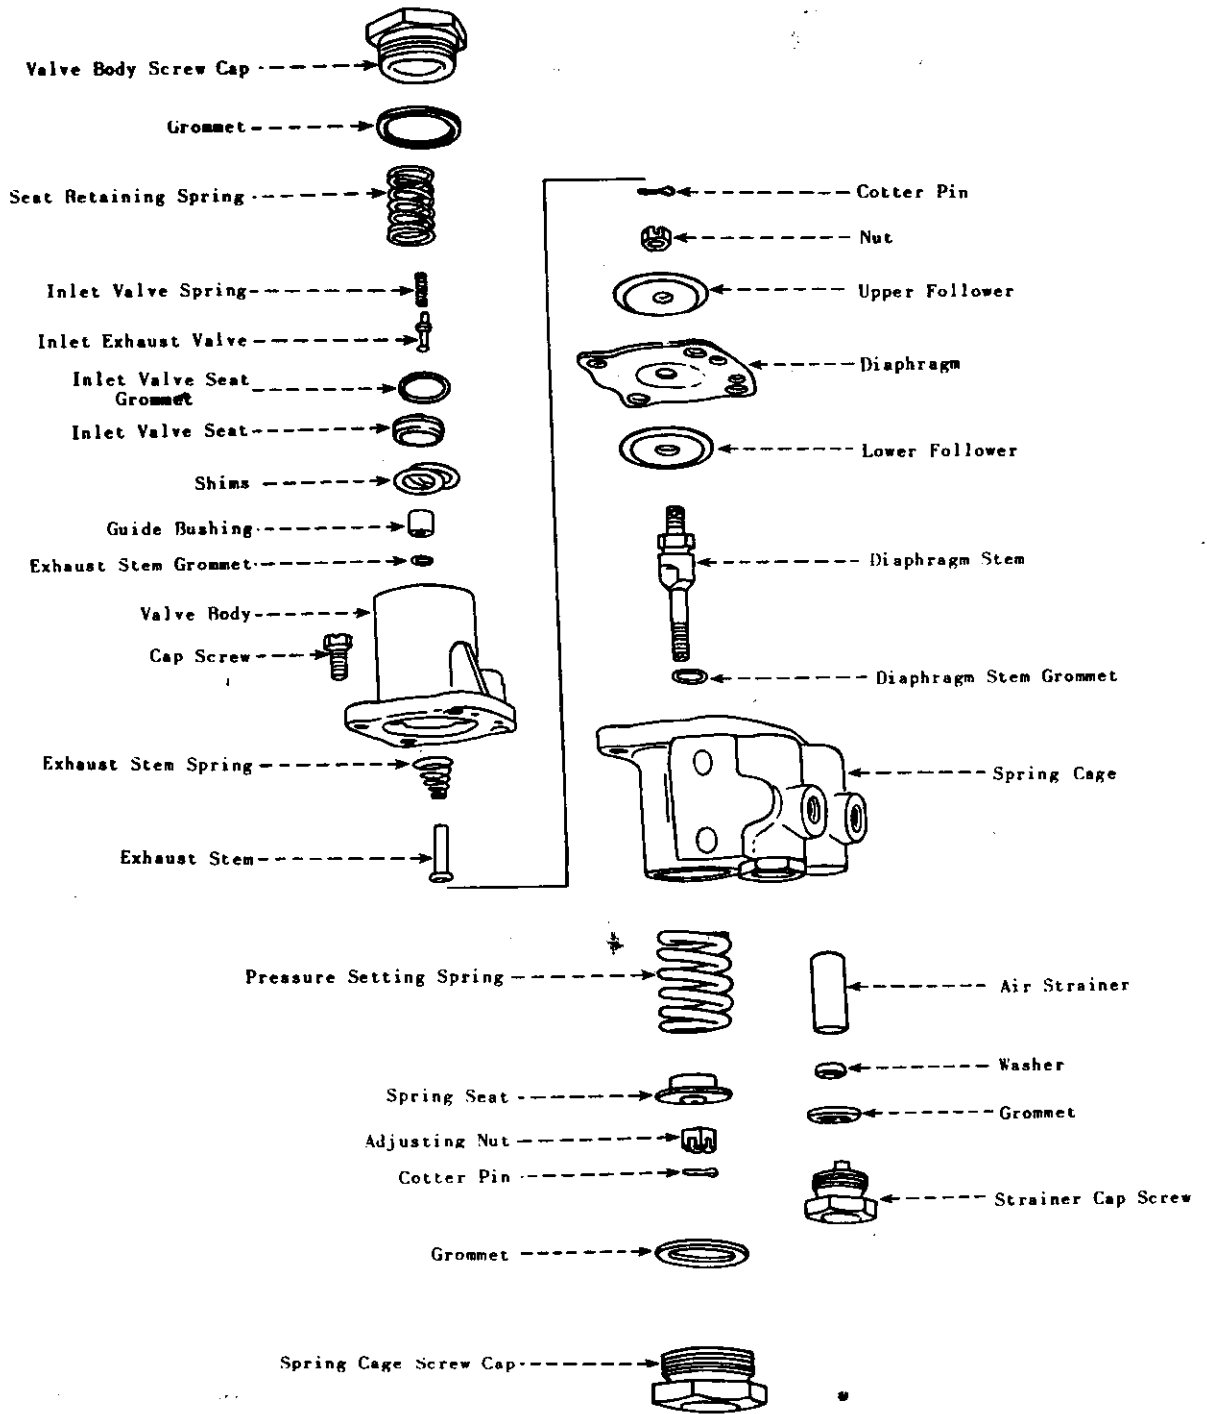 Valve Body Screw Cap
Grommet
Seat Retaining Spring
Inlet Valve Spring
Inlet Exhaust Valve
Inlet Valve Seat
Grommet
Inlet Valve Seat
Shims
Guide Bushing
Exhaust Stem Grommet
Valve Body
Cap Screw
Exhaust Stem Spring
Exhaust Stem
Cotter Pin
Nut
Upper Follower
Diaphragm
Lower Follower
Diaphragm Stem
Diaphragm Stem Grommet
Spring Cage
Pressure Setting Spring
Spring Seat
Adjusting Nut
Cotter Pin
Grommet
Spring Cage Screw Cap
Air Strainer
Washer
Grommet
Strainer Cap Screw